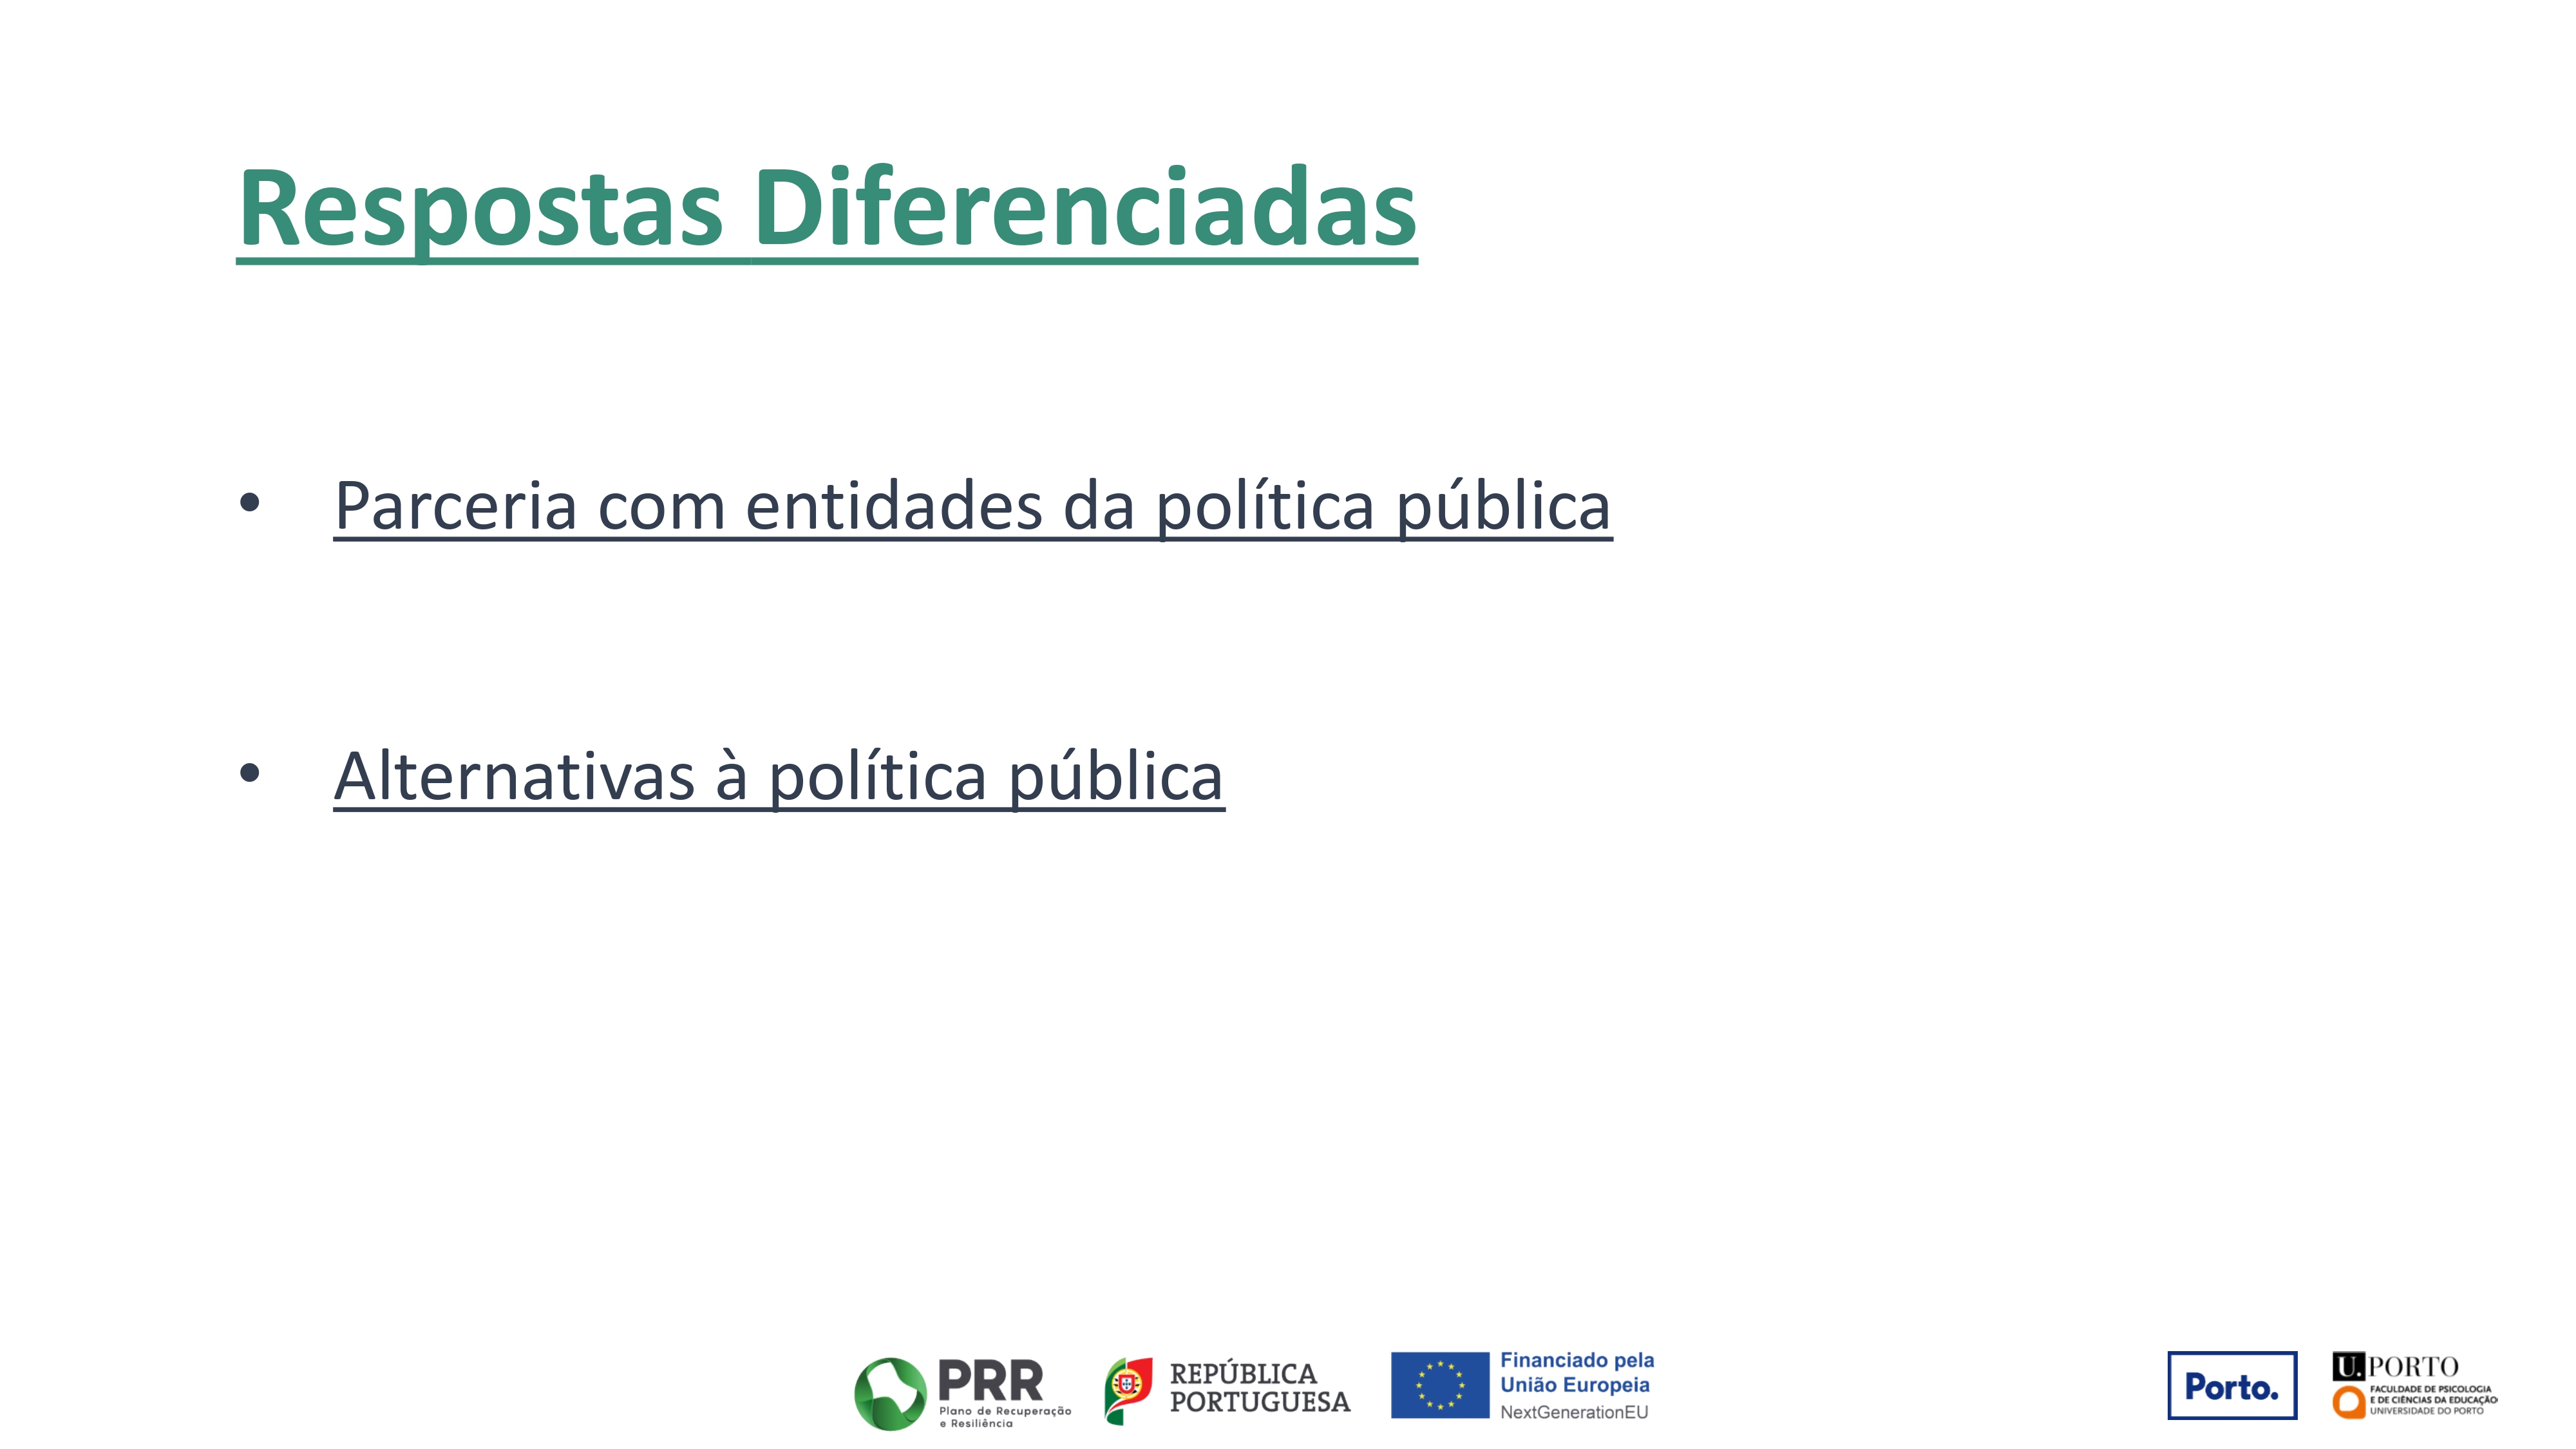 Respostas Diferenciadas
• Parceria com entidades da política pública
• Alternativas à política pública
PRR
Plano de Recuperação
e Resiliência
REPÚBLICA
PORTUGUESA
Financiado pela
União Europeia
NextGenerationEU
Porto.
U.PORTO
FACULDADE DE PSICOLOGIA
E DE CIÊNCIAS DA EDUCAÇÃO
UNIVERSIDADE DO PORTO